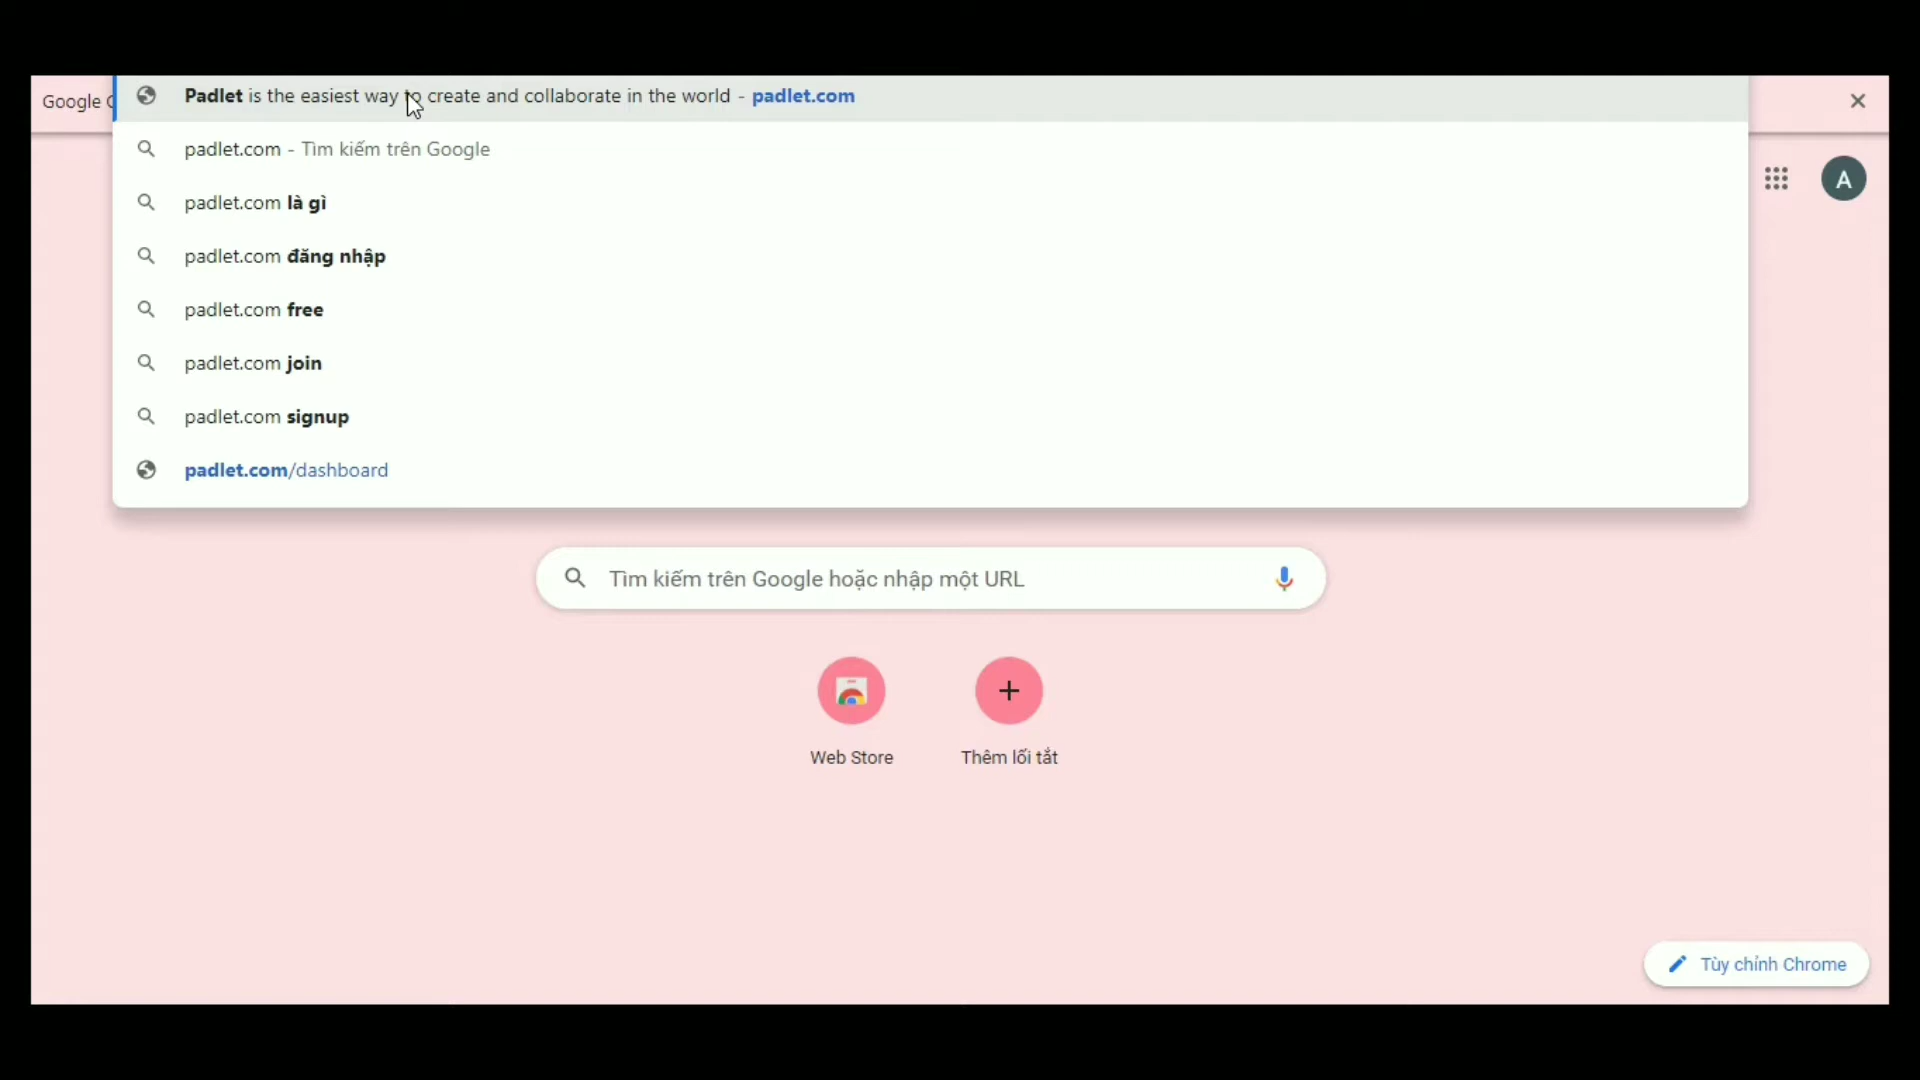 Google
Padlet is the easiest way to create and collaborate in the world - padlet.com
padlet.com - Tìm kiếm trên Google
padlet.com là gì
padlet.com đăng nhập
padlet.com free
padlet.com join
padlet.com signup
padlet.com/dashboard
A
Tìm kiếm trên Google hoặc nhập một URL
Web Store
Thêm lối tắt
Tùy chỉnh Chrome